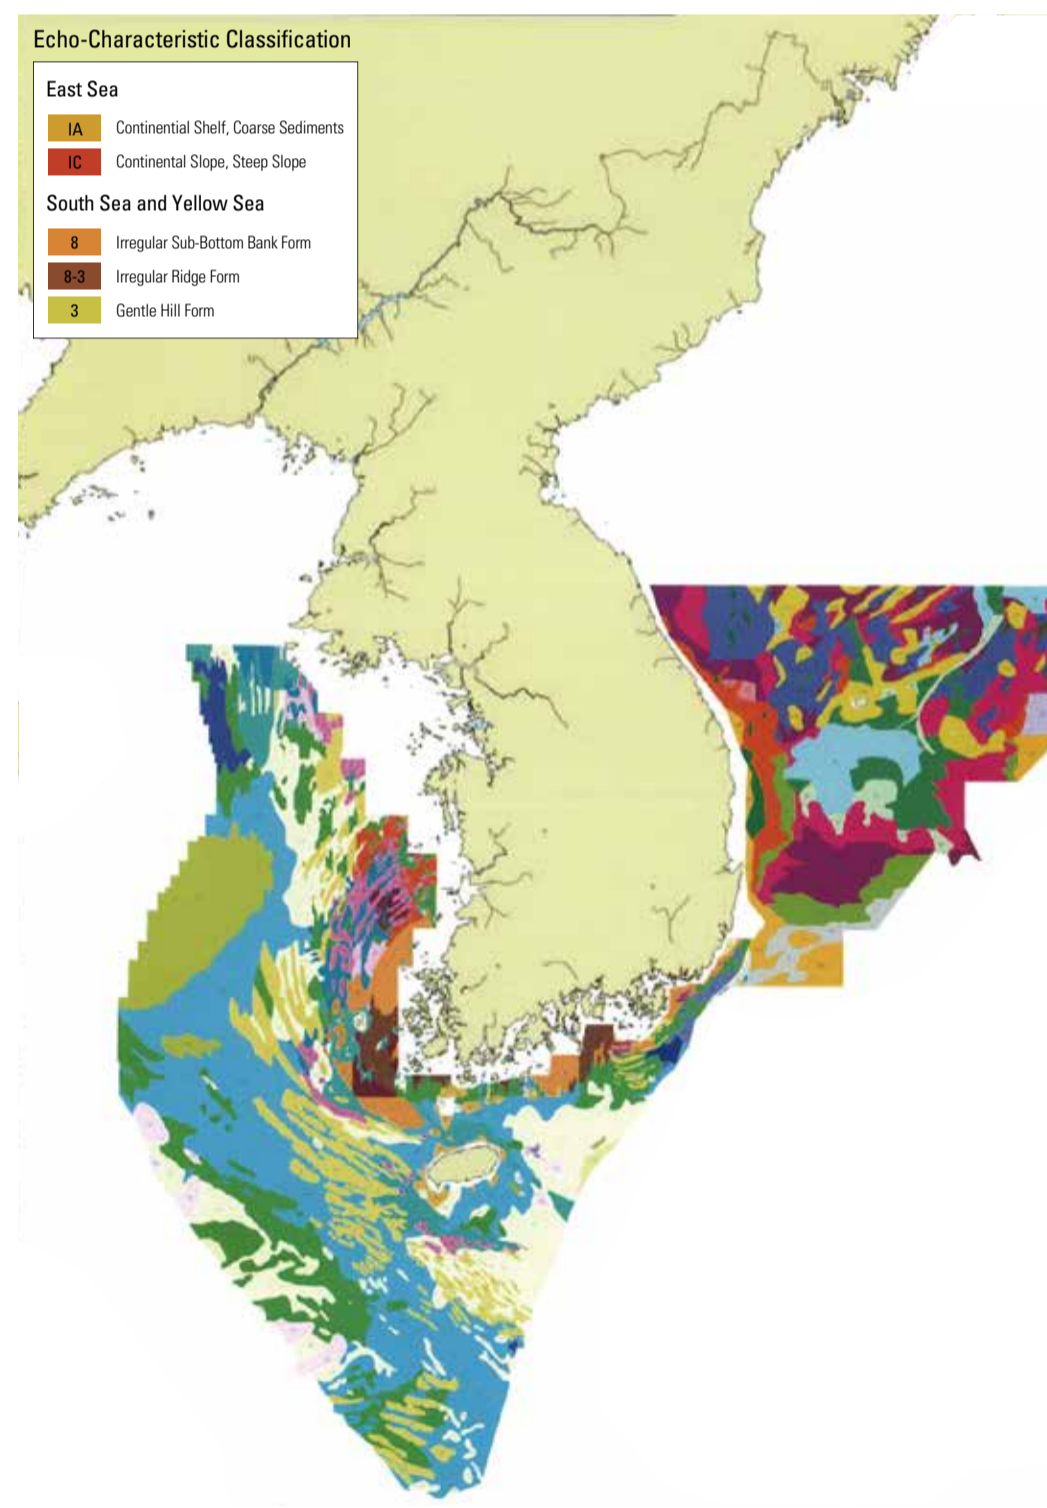 Echo-Characteristic Classification
East Sea
IA Continential Shelf, Coarse Sediments
IC Continental Slope, Steep Slope
South Sea and Yellow Sea
8 Irregular Sub-Bottom Bank Form
8-3 Irregular Ridge Form
3 Gentle Hill Form